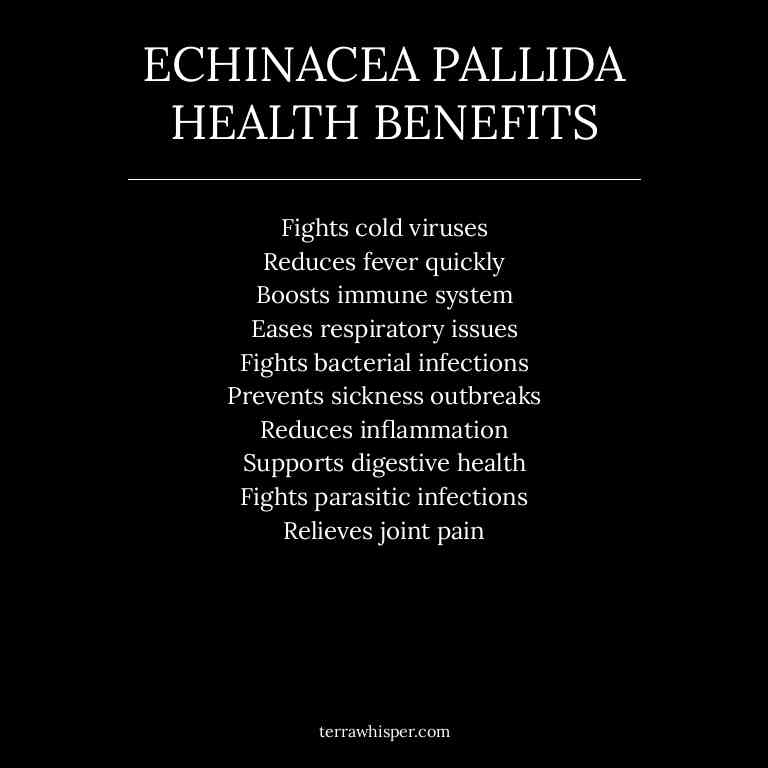 ECHINACEA PALLIDA
HEALTH BENEFITS
Fights cold viruses
Reduces fever quickly
Boosts immune system
Eases respiratory issues
Fights bacterial infections
Prevents sickness outbreaks
Reduces inflammation
Supports digestive health
Fights parasitic infections
Relieves joint pain
terrawhisper.com